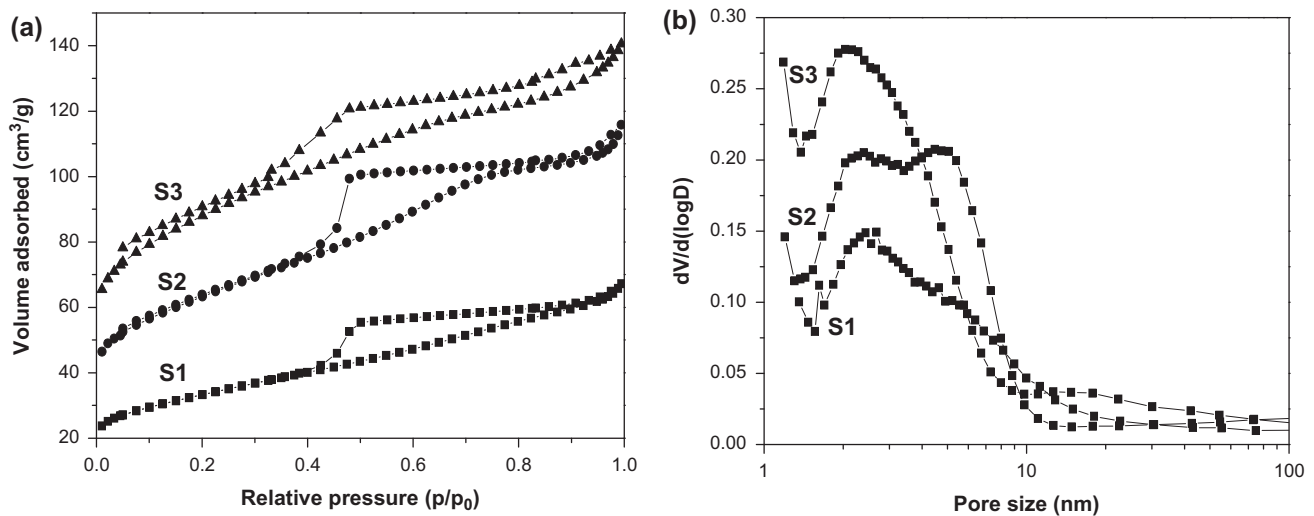 (a)
140
120
100
80
60
40
20
Volume adsorbed (cm³/g)
S3
S2
S1
0.0 0.2 0.4 0.6 0.8 1.0
Relative pressure (p/p₀)
(b)
0.30
0.25
0.20
0.15
0.10
0.05
0.00
dV/d(logD)
S3
S2
S1
1 10 100
Pore size (nm)